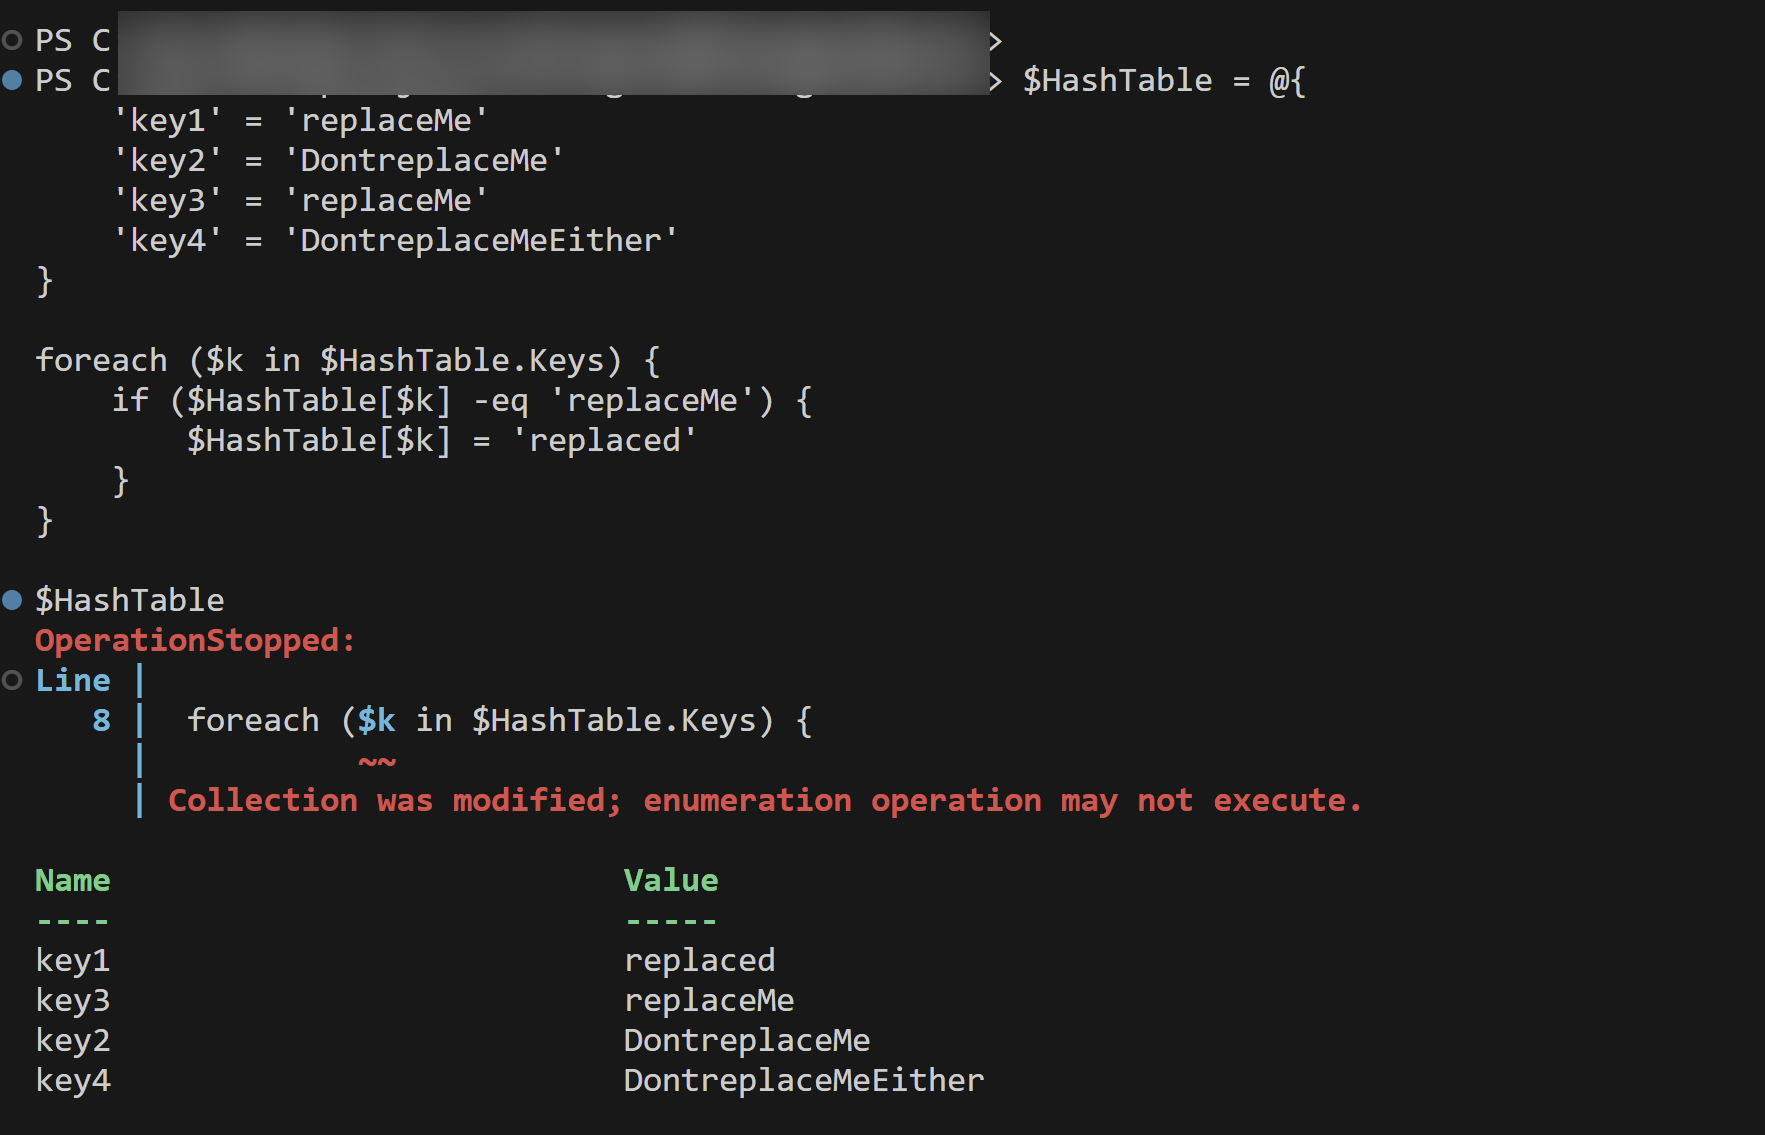 PS C >
PS C > $HashTable = @{
    'key1' = 'replaceMe'
    'key2' = 'DontreplaceMe'
    'key3' = 'replaceMe'
    'key4' = 'DontreplaceMeEither'
}
foreach ($k in $HashTable.Keys) {
    if ($HashTable[$k] -eq 'replaceMe') {
        $HashTable[$k] = 'replaced'
    }
}
$HashTable
OperationStopped:
Line |
   8 |  foreach ($k in $HashTable.Keys) {
     |           ~~
     | Collection was modified; enumeration operation may not execute.
Name                           Value
----                           -----
key1                           replaced
key3                           replaceMe
key2                           DontreplaceMe
key4                           DontreplaceMeEither